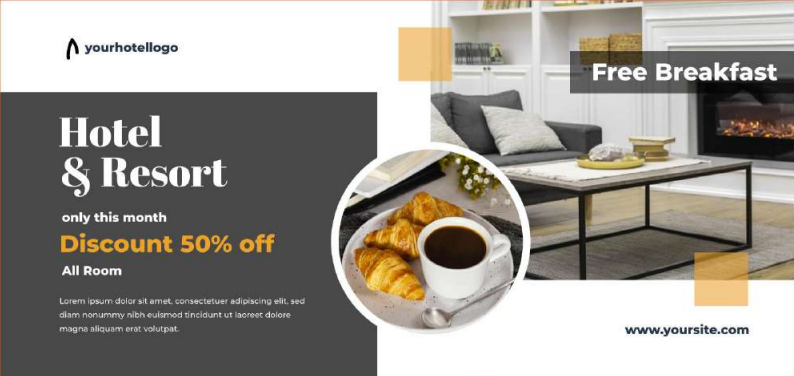 yourhotellogo
Free Breakfast
Hotel
& Resort
only this month
Discount 50% off
All Room
Lorem ipsum dolor sit amet, consectetuer adipiscing elit, sed
diam nonummy nibh euismod tincidunt ut laoreet dolore
magna aliquam erat volutpat.
www.yoursite.com